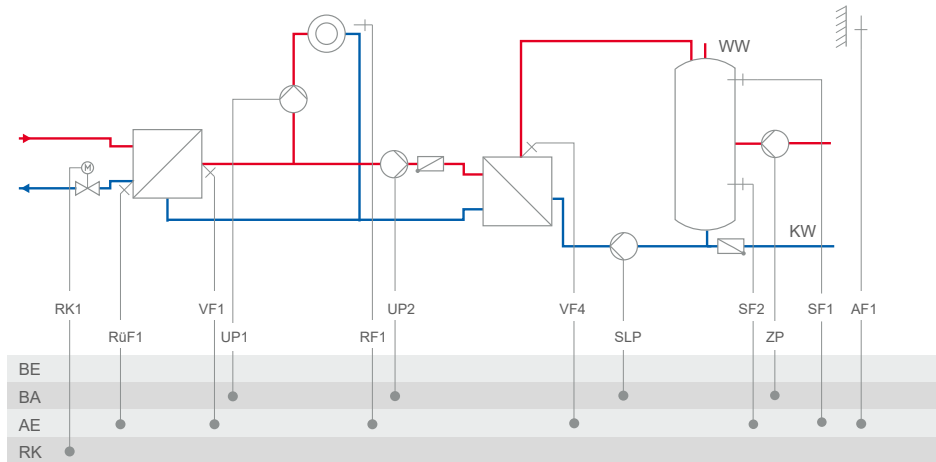 WW
M
KW
RK1 VF1 UP2 VF4 SF2 SF1 AF1
RüF1 UP1 RF1 SLP ZP
BE
BA
AE
RK